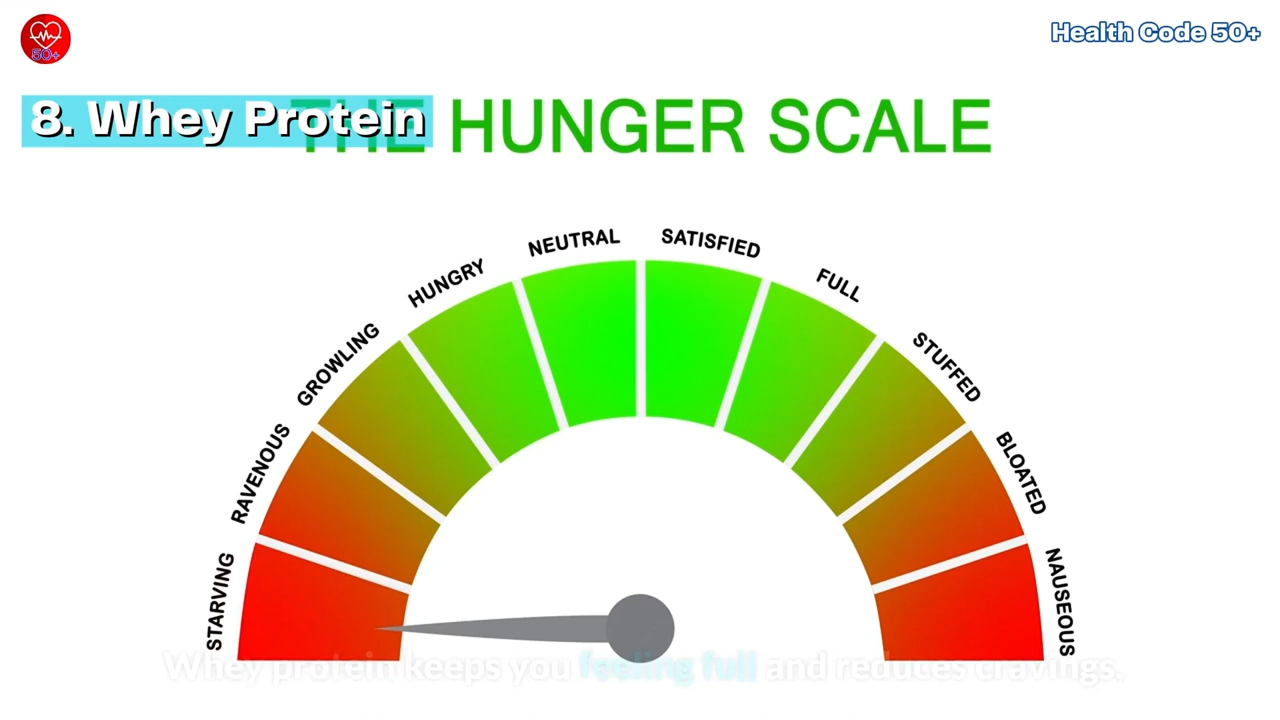 50+
Health Code 50+
8. Whey Protein
THE HUNGER SCALE
STARVING
RAVENOUS
GROWLING
HUNGRY
NEUTRAL
SATISFIED
FULL
STUFFED
BLOATED
NAUSEOUS
Whey protein keeps you feeling full and reduces cravings.